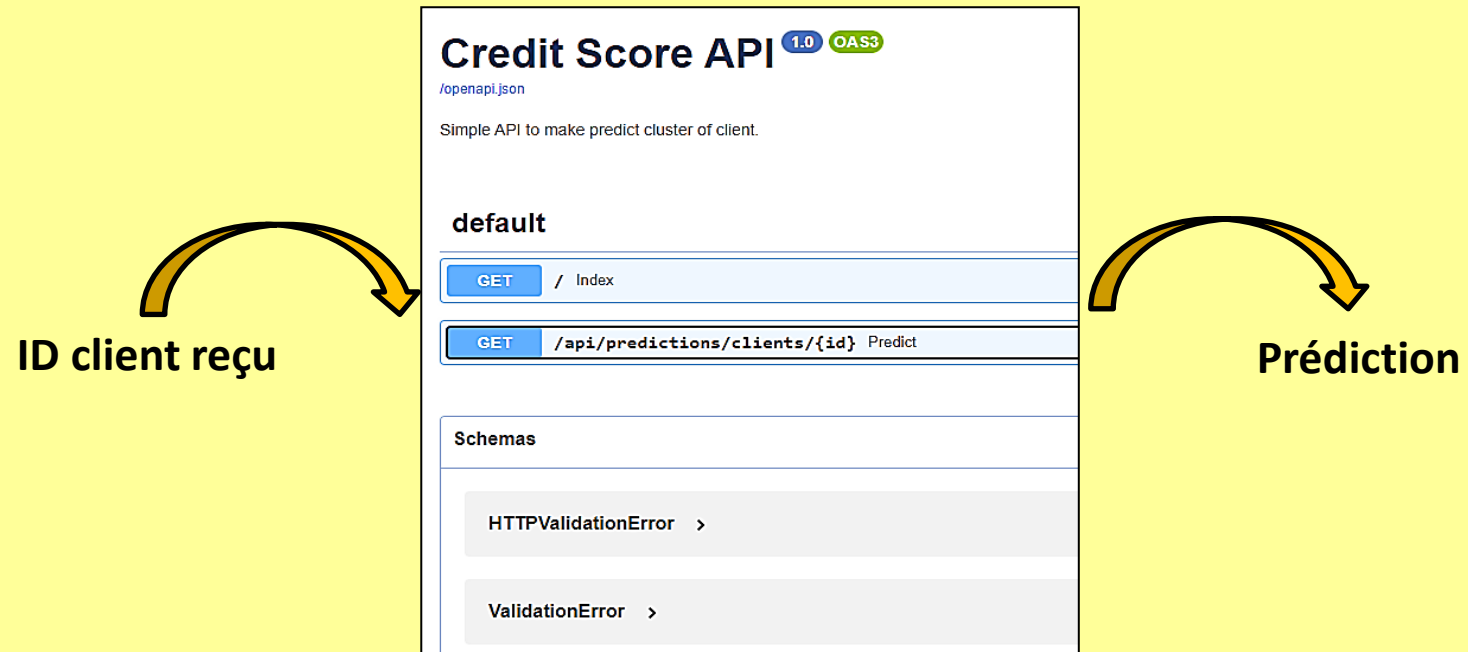 Credit Score API 1.0 OAS3
/openapi.json
Simple API to make predict cluster of client.
default
GET / Index
GET /api/predictions/clients/{id} Predict
ID client reçu
Prédiction
Schemas
HTTPValidationError
ValidationError